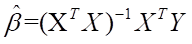 β̂=(X^T X)^{-1} X^T Y